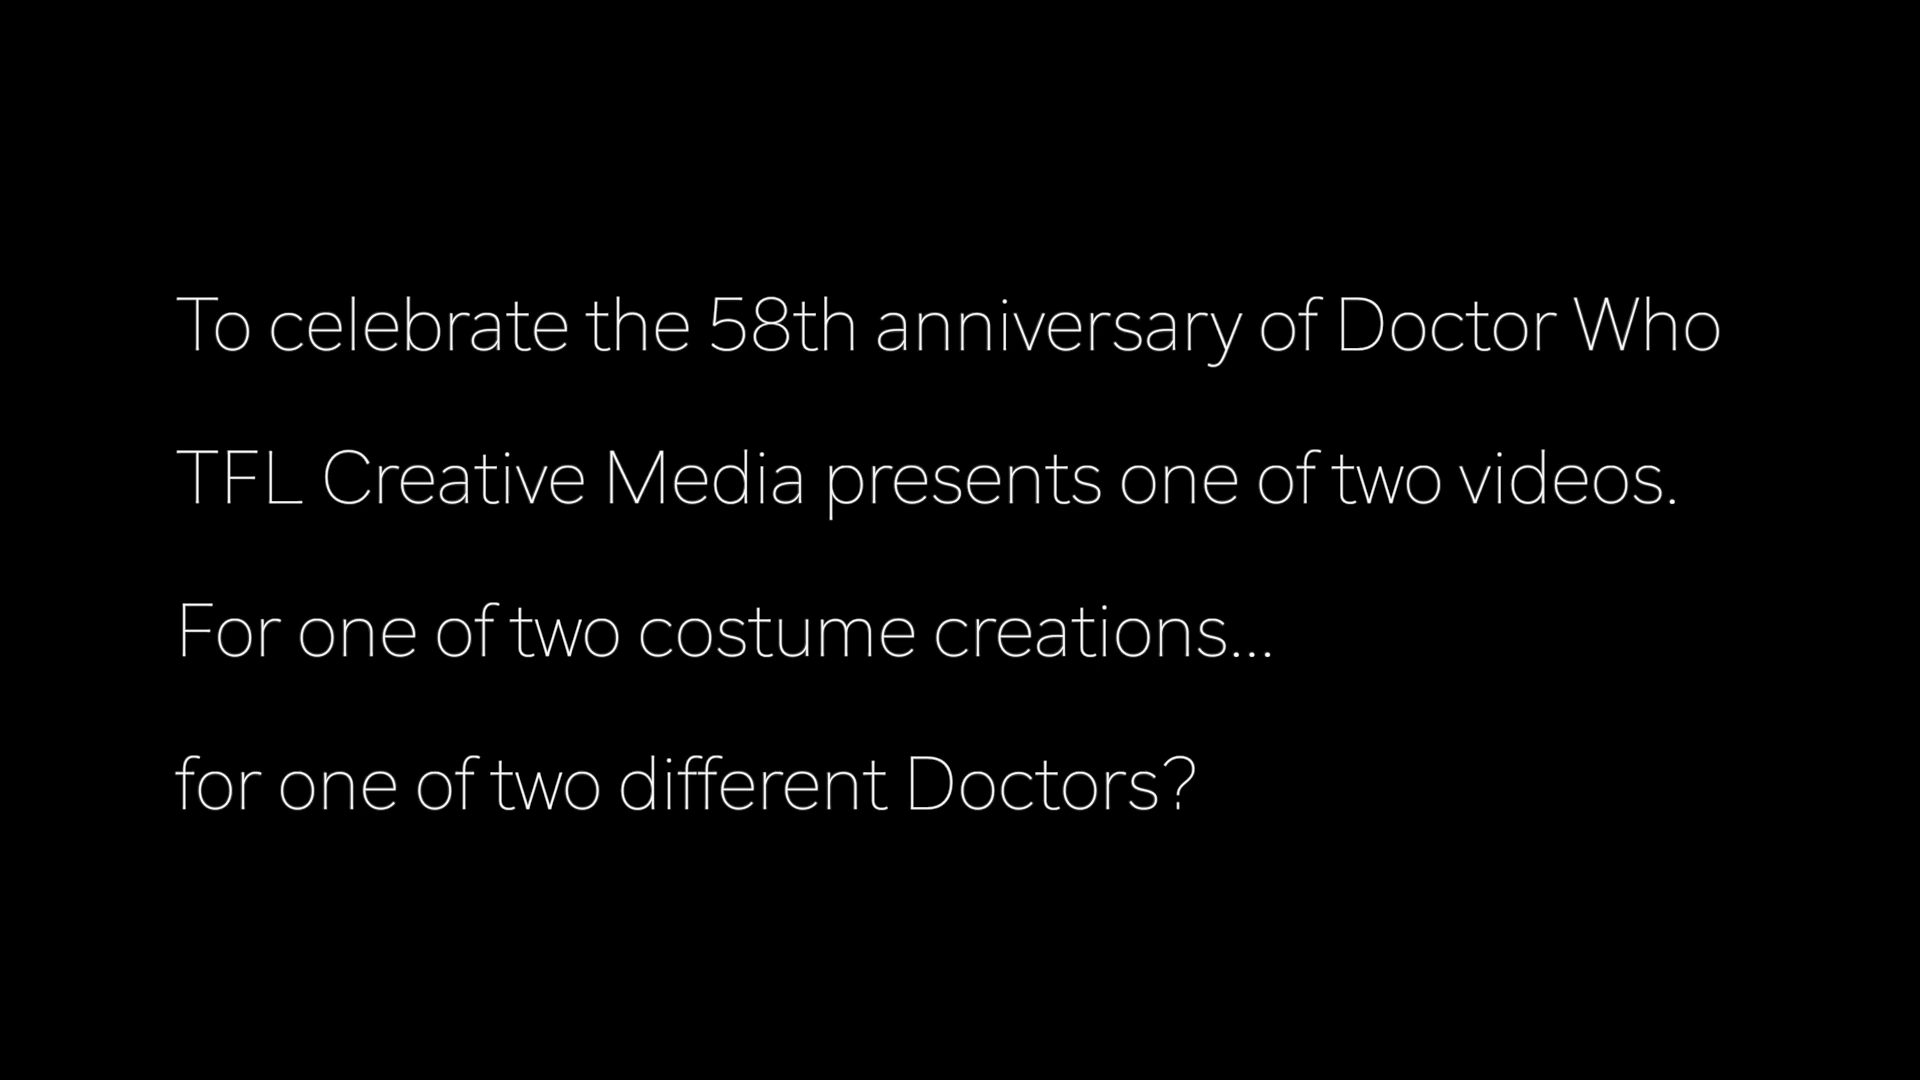 To celebrate the 58th anniversary of Doctor Who
TFL Creative Media presents one of two videos.
For one of two costume creations...
for one of two different Doctors?